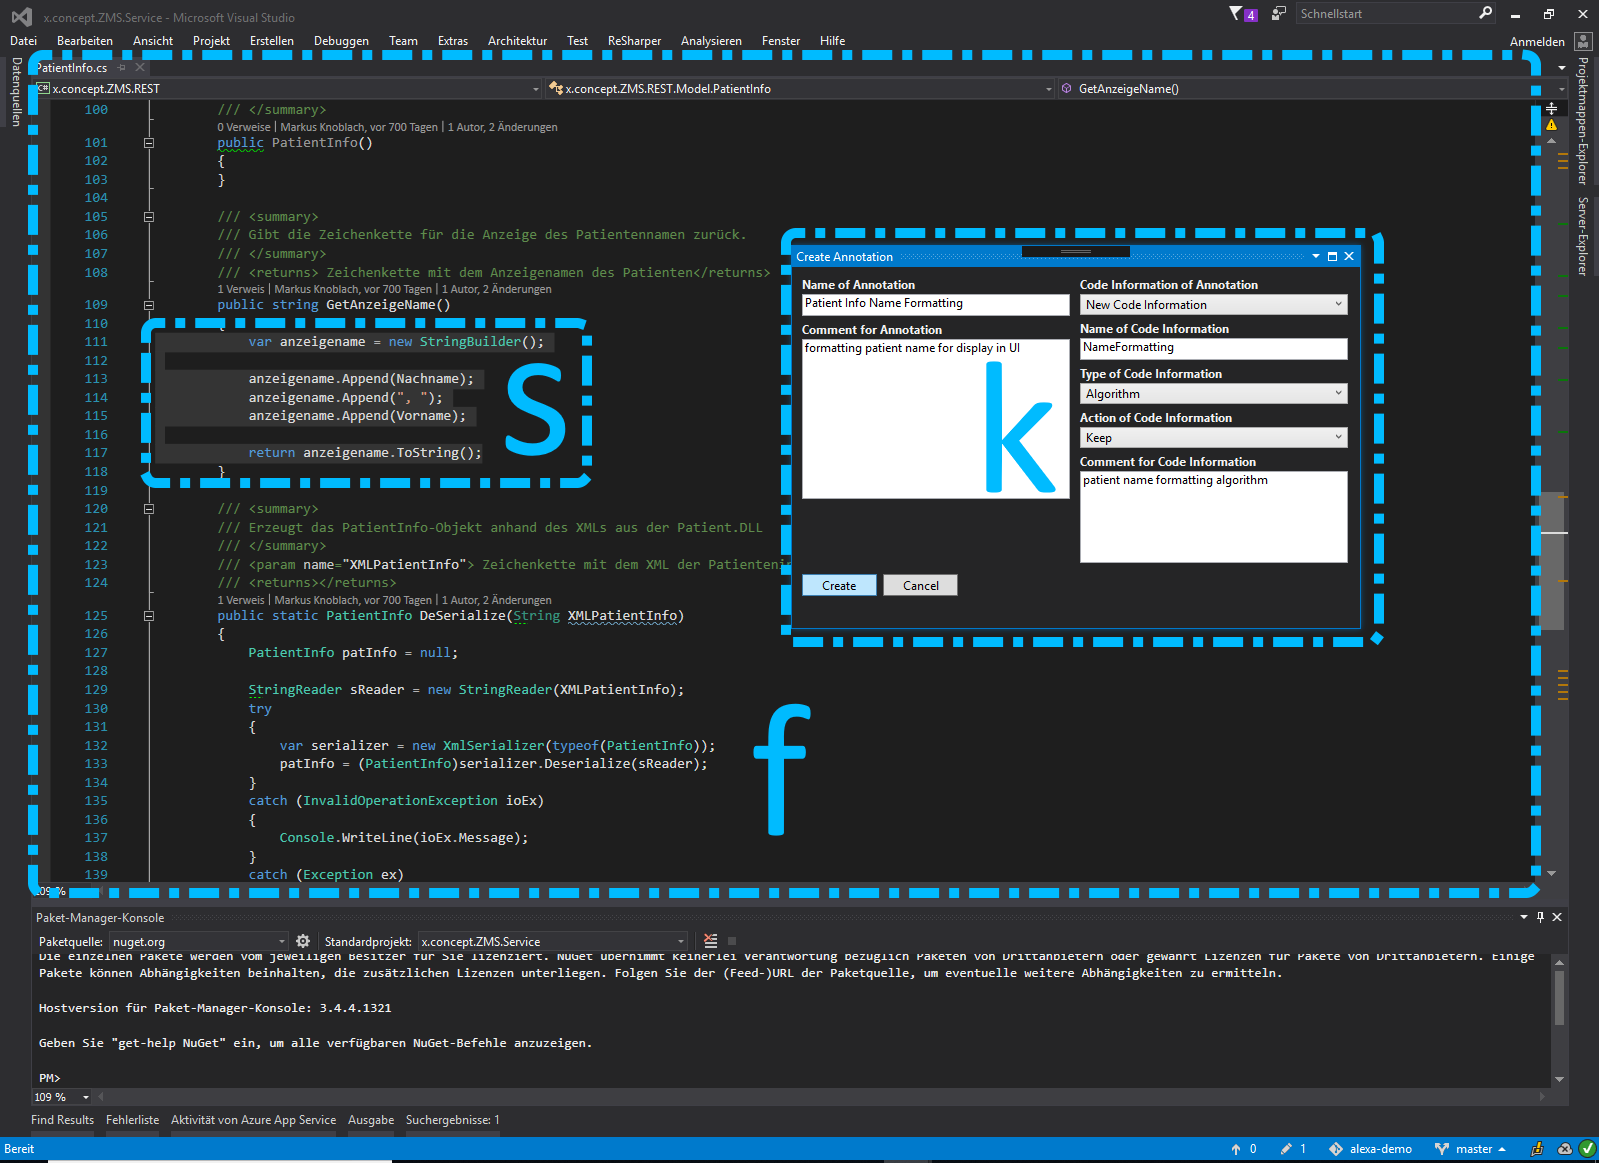 x.concept.ZMS.Service - Microsoft Visual Studio
4
Schnellstart
Datei Bearbeiten Ansicht Projekt Erstellen Debuggen Team Extras Architektur Test ReSharper Analysieren Fenster Hilfe
Anmelden
Datenquellen
PatientInfo.cs
Projektmappen-Explorer
Server-Explorer
C# x.concept.ZMS.REST
x.concept.ZMS.REST.Model.PatientInfo
GetAnzeigeName()
100 /// </summary>
0 Verweise | Markus Knoblach, vor 700 Tagen | 1 Autor, 2 Änderungen
101 public PatientInfo()
102 {
103 }
104
105 /// <summary>
106 /// Gibt die Zeichenkette für die Anzeige des Patientennamen zurück.
107 /// </summary>
108 /// <returns> Zeichenkette mit dem Anzeigenamen des Patienten</returns>
1 Verweis | Markus Knoblach, vor 700 Tagen | 1 Autor, 2 Änderungen
109 public string GetAnzeigeName()
110 {
111 var anzeigename = new StringBuilder();
112
113 anzeigename.Append(Nachname);
114 anzeigename.Append(", ");
115 anzeigename.Append(Vorname);
116
117 return anzeigename.ToString();
118 }
119
120 /// <summary>
121 /// Erzeugt das PatientInfo-Objekt anhand des XMLs aus der Patient.DLL
122 /// </summary>
123 /// <param name="XMLPatientInfo"> Zeichenkette mit dem XML der
124 /// <returns></returns>
1 Verweis | Markus Knoblach, vor 700 Tagen | 1 Autor, 2 Änderungen
125 public static PatientInfo DeSerialize(String XMLPatientInfo)
126 {
127 PatientInfo patInfo = null;
128
129 StringReader sReader = new StringReader(XMLPatientInfo);
130 try
131 {
132 var serializer = new XmlSerializer(typeof(PatientInfo));
133 patInfo = (PatientInfo)serializer.Deserialize(sReader);
134 }
135 catch (InvalidOperationException ioEx)
136 {
137 Console.WriteLine(ioEx.Message);
138 }
139 catch (Exception ex)
109 %
s
k
f
Create Annotation
Name of Annotation
Patient Info Name Formatting
Comment for Annotation
formatting patient name for display in UI
Code Information of Annotation
New Code Information
Name of Code Information
NameFormatting
Type of Code Information
Algorithm
Action of Code Information
Keep
Comment for Code Information
patient name formatting algorithm
Create Cancel
Paket-Manager-Konsole
Paketquelle: nuget.org Standardprojekt: x.concept.ZMS.Service
Die einzelnen Pakete werden vom jeweiligen Besitzer für Sie lizenziert. NuGet übernimmt keinerlei Verantwortung bezüglich Paketen von Drittanbietern oder gewährt Lizenzen für Pakete von Drittanbietern. Einige
Pakete können Abhängigkeiten beinhalten, die zusätzlichen Lizenzen unterliegen. Folgen Sie der (Feed-)URL der Paketquelle, um eventuelle weitere Abhängigkeiten zu ermitteln.
Hostversion für Paket-Manager-Konsole: 3.4.4.1321
Geben Sie "get-help NuGet" ein, um alle verfügbaren NuGet-Befehle anzuzeigen.
PM>
109 %
Find Results Fehlerliste Aktivität von Azure App Service Ausgabe Suchergebnisse: 1
Bereit
0 1 alexa-demo master